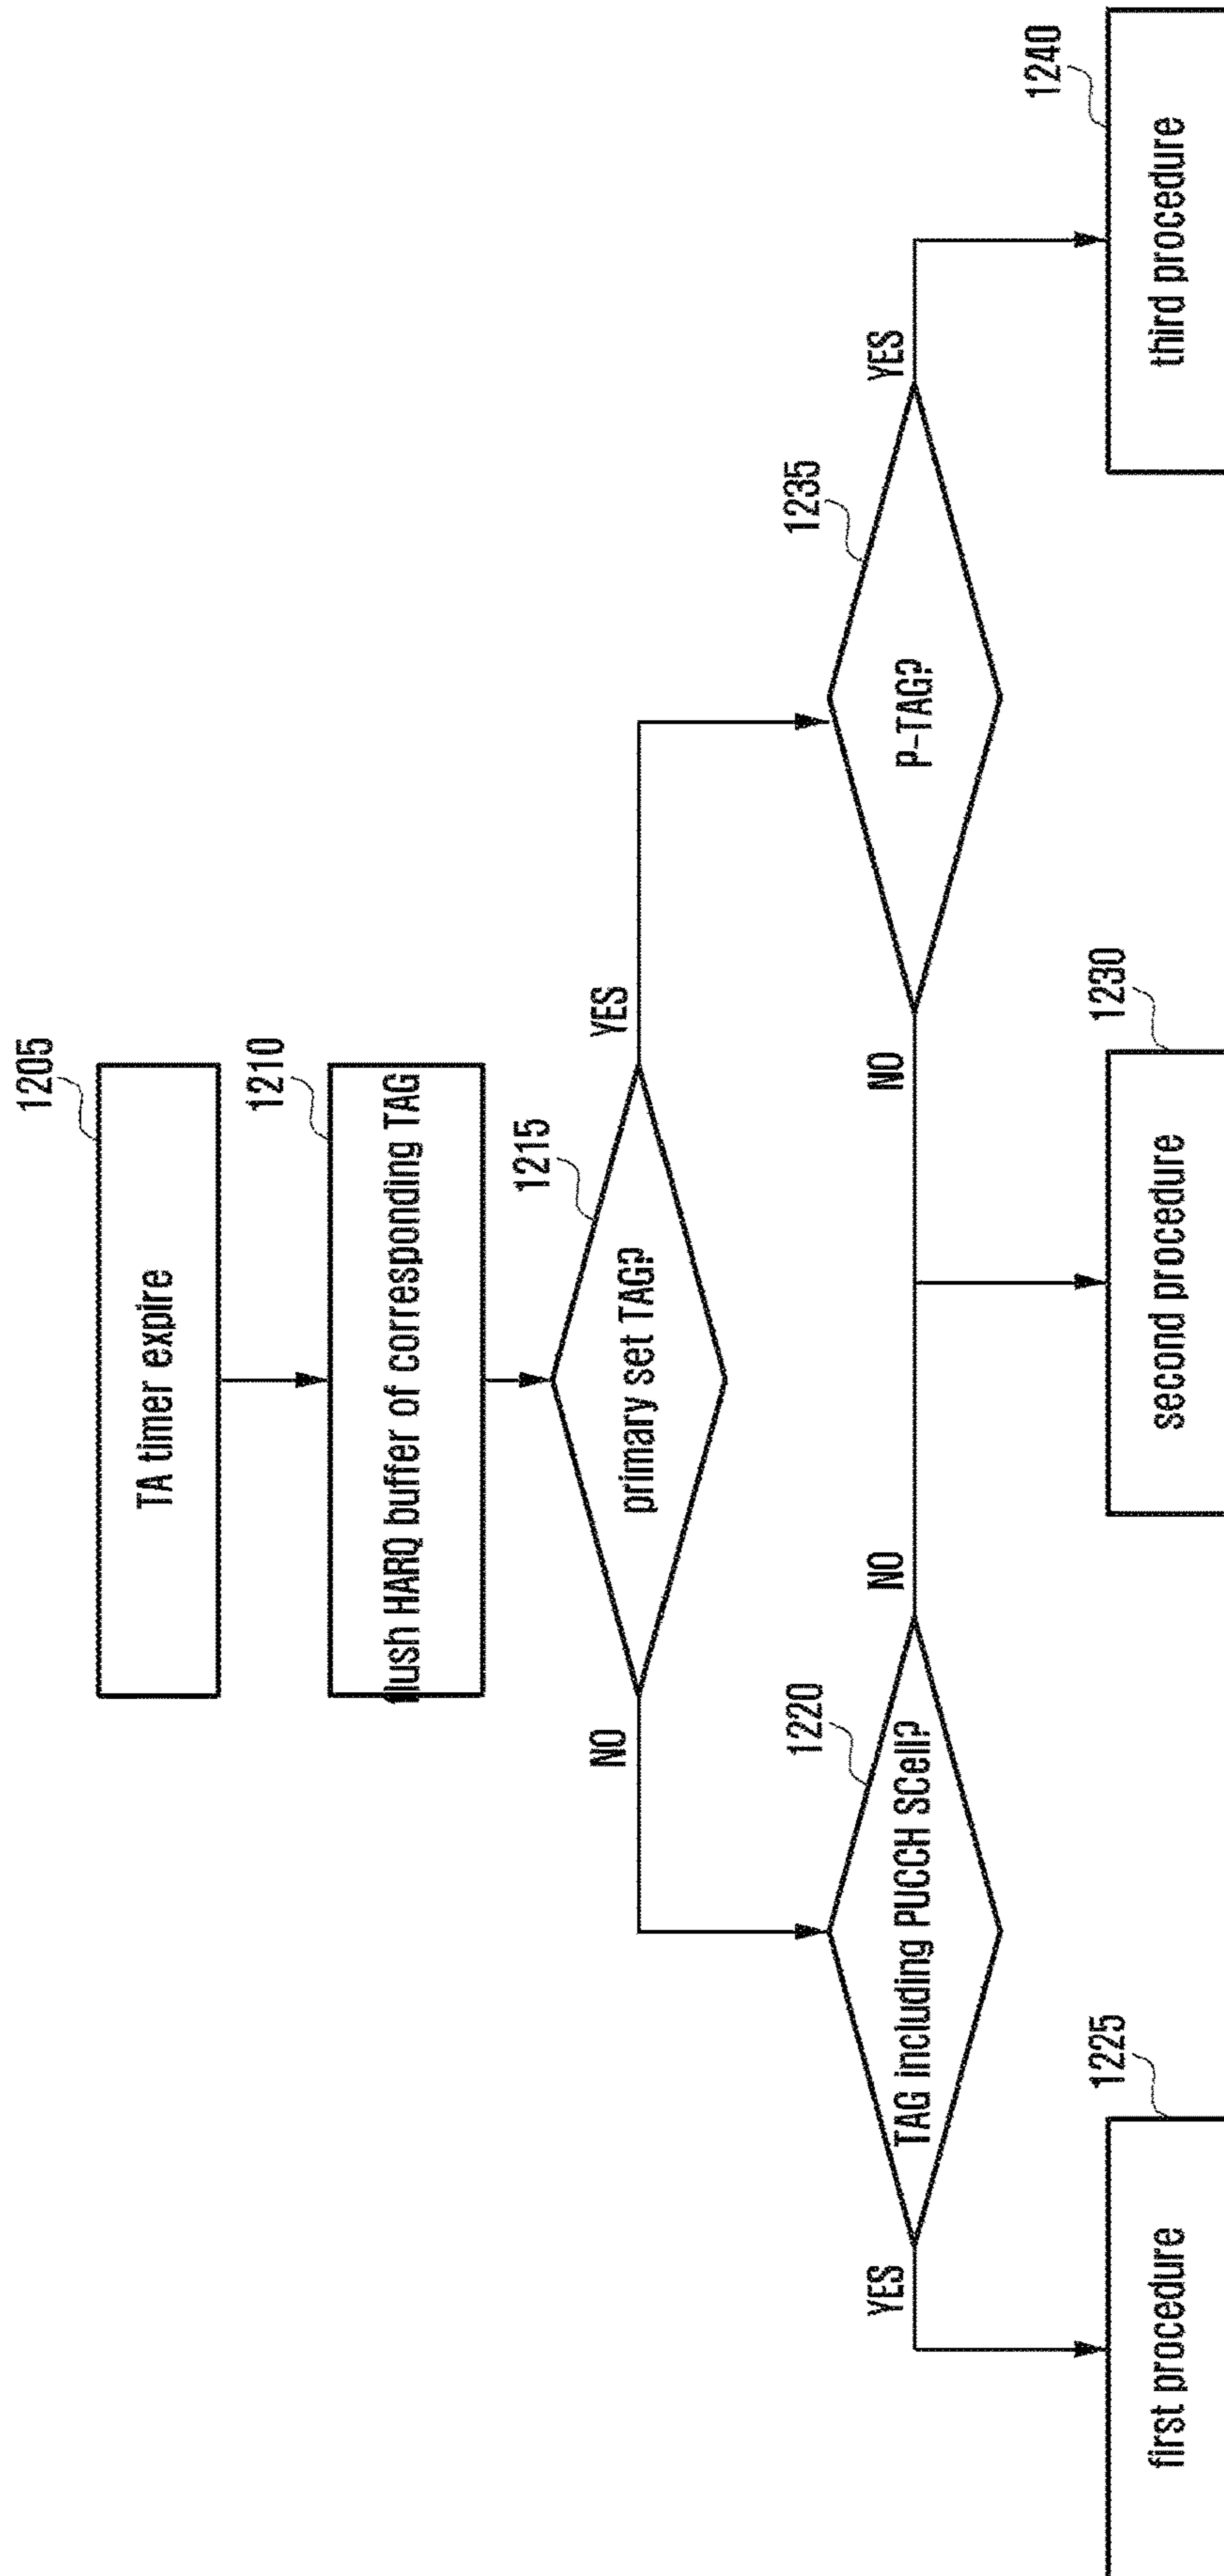 1205
TA timer expire
1210
flush HARQ buffer of corresponding TAG
1215
primary set TAG?
NO
YES
1220
TAG including PUCCH SCell?
1235
P-TAG?
YES
NO
NO
YES
1225
first procedure
1230
second procedure
1240
third procedure